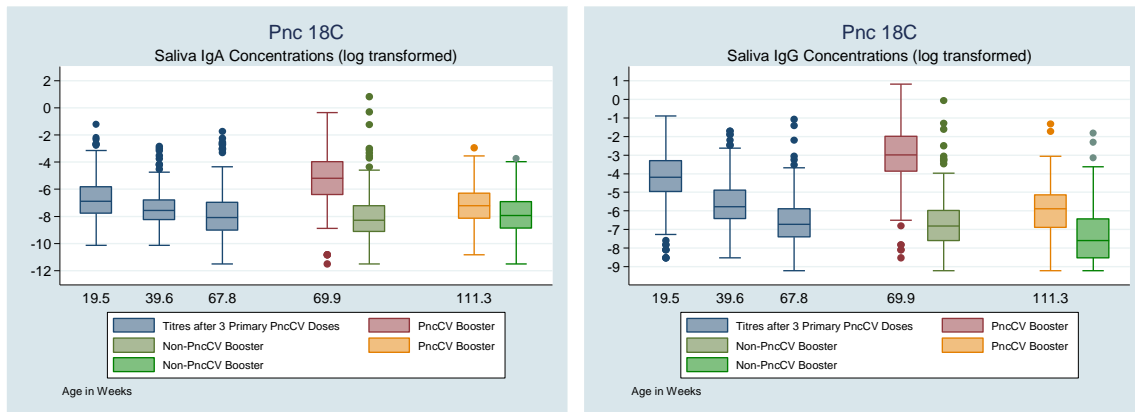 Pnc 18C
Saliva IgA Concentrations (log transformed)
2
0
-2
-4
-6
-8
-10
-12
19.5 39.6 67.8 69.9 111.3
Titres after 3 Primary PncCV Doses PncCV Booster
Non-PncCV Booster PncCV Booster
Non-PncCV Booster
Age in Weeks
Pnc 18C
Saliva IgG Concentrations (log transformed)
1
0
-1
-2
-3
-4
-5
-6
-7
-9
19.5 39.6 67.8 69.9 111.3
Titres after 3 Primary PncCV Doses PncCV Booster
Non-PncCV Booster PncCV Booster
Non-PncCV Booster
Age in Weeks